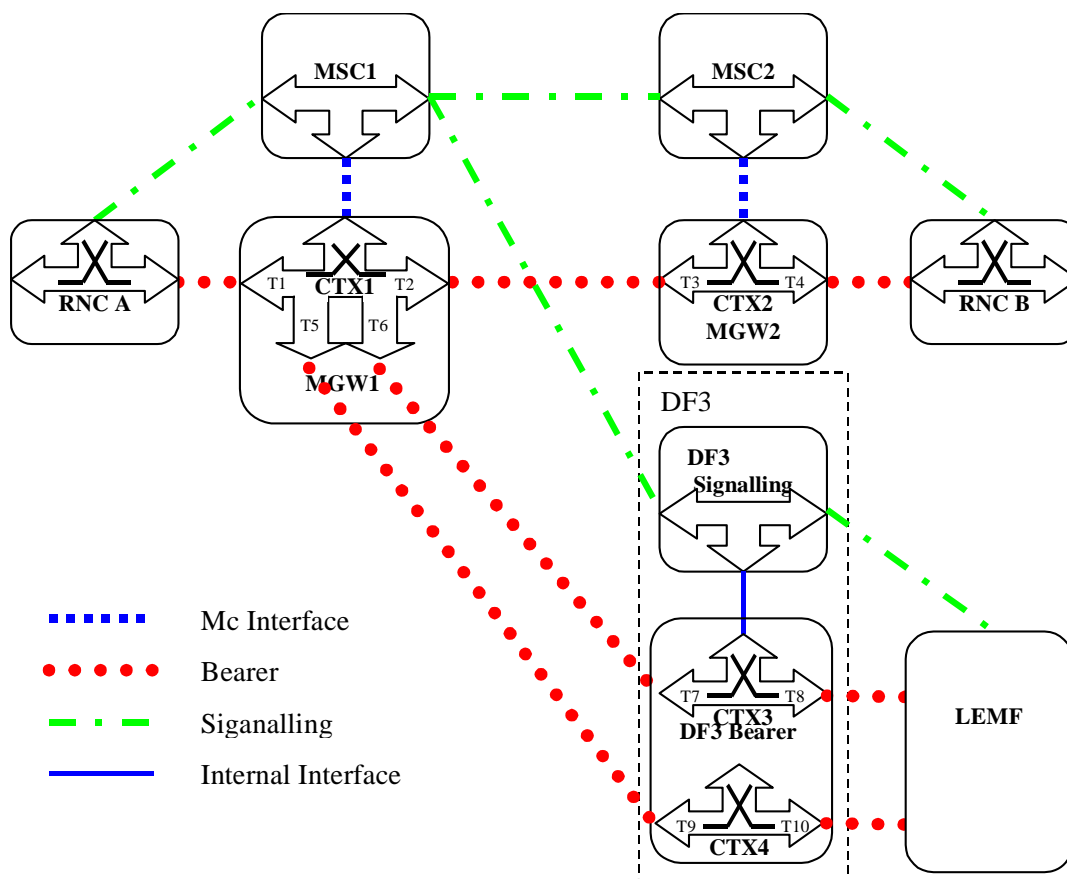 MSC1
MSC2
T1
CTX1
T2
RNC A
T5
T6
MGW1
T3
T4
CTX2
MGW2
RNC B
DF3
DF3
Signalling
T7
T8
CTX3
DF3 Bearer
T9
T10
CTX4
LEMF
Mc Interface
Bearer
Siganalling
Internal Interface